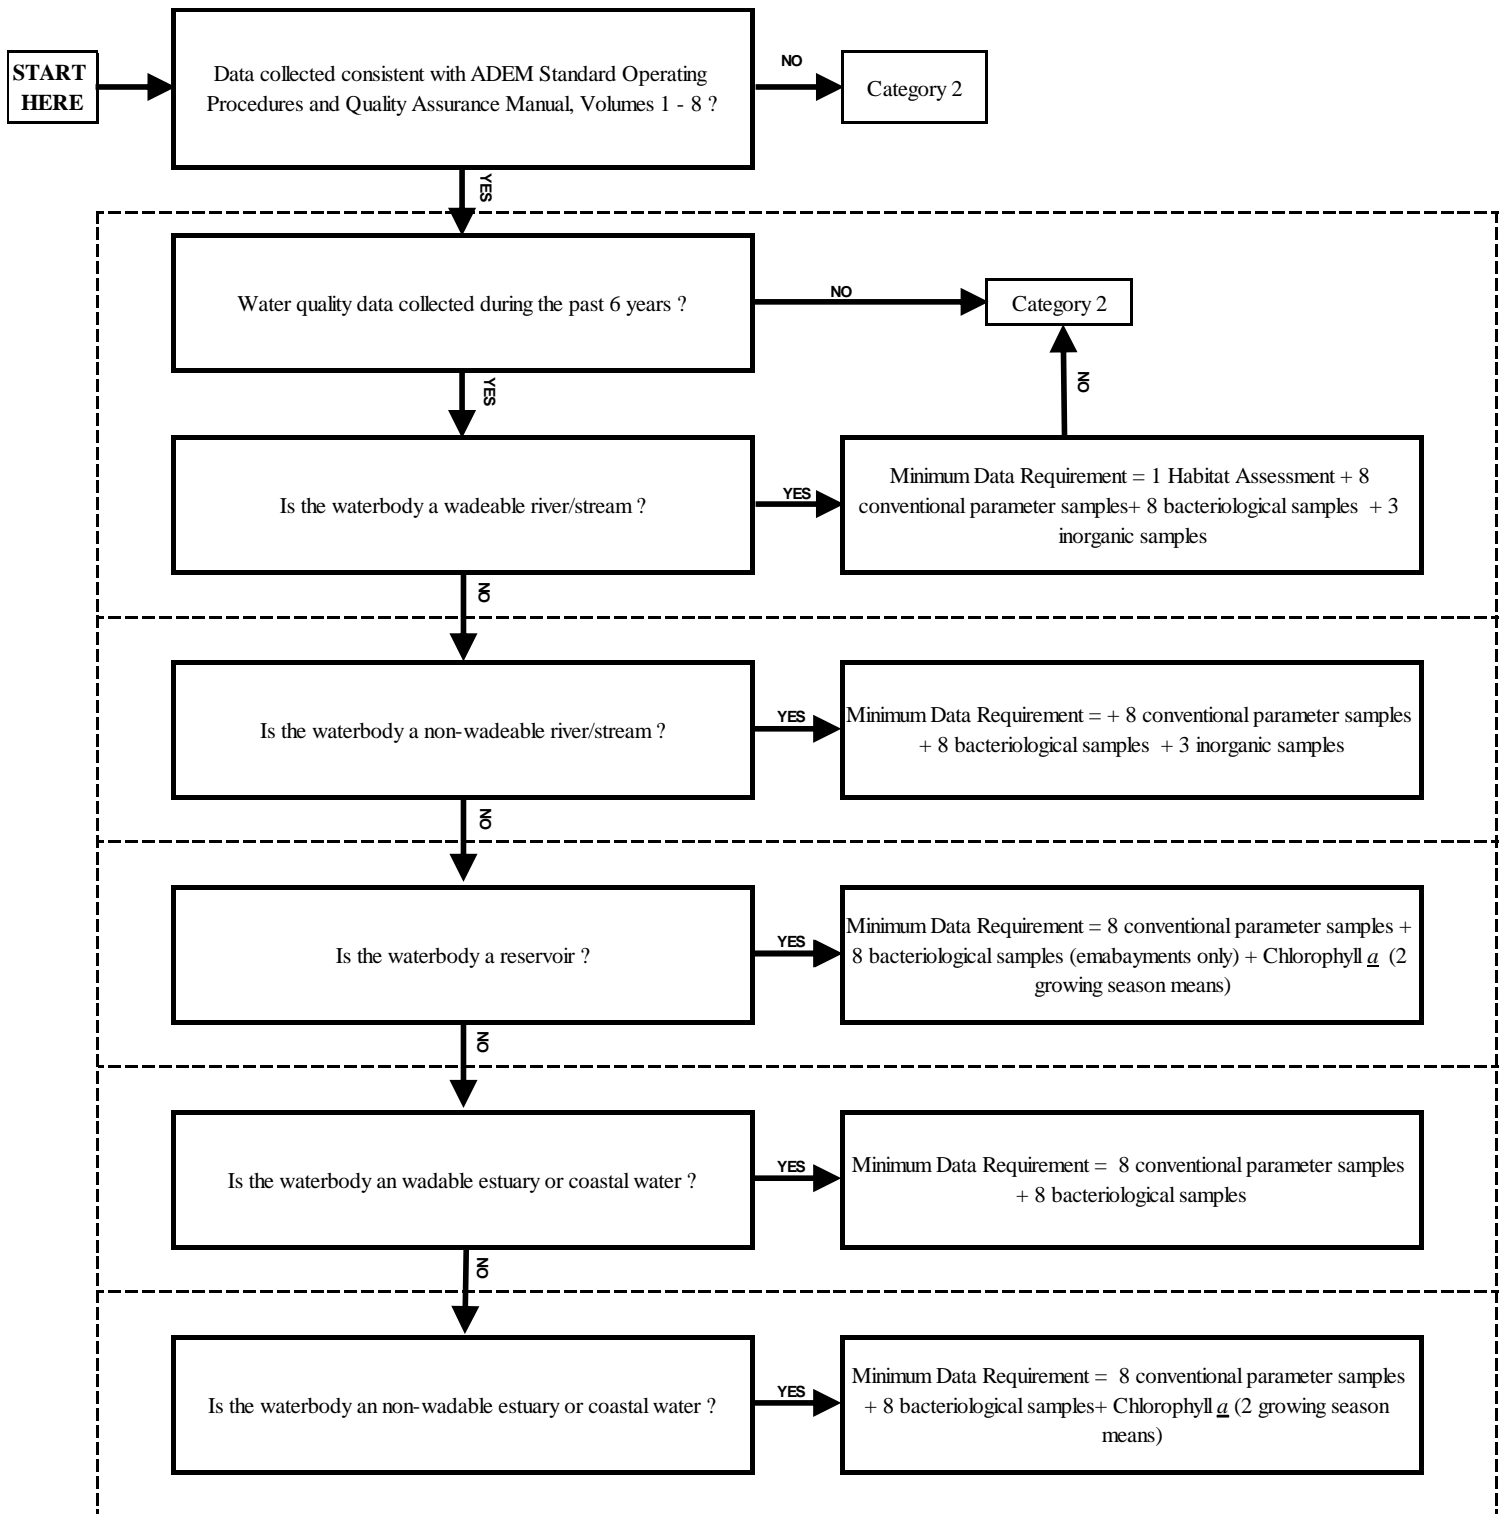 START
HERE
Data collected consistent with ADEM Standard Operating
Procedures and Quality Assurance Manual, Volumes 1 - 8 ?
NO
Category 2
YES
Water quality data collected during the past 6 years ?
NO
Category 2
YES
NO
Is the waterbody a wadeable river/stream ?
YES
Minimum Data Requirement = 1 Habitat Assessment + 8
conventional parameter samples+ 8 bacteriological samples + 3
inorganic samples
NO
Is the waterbody a non-wadeable river/stream ?
YES
Minimum Data Requirement = + 8 conventional parameter samples
+ 8 bacteriological samples + 3 inorganic samples
NO
Is the waterbody a reservoir ?
YES
Minimum Data Requirement = 8 conventional parameter samples +
8 bacteriological samples (emabayments only) + Chlorophyll a (2
growing season means)
NO
Is the waterbody an wadable estuary or coastal water ?
YES
Minimum Data Requirement = 8 conventional parameter samples
+ 8 bacteriological samples
NO
Is the waterbody an non-wadable estuary or coastal water ?
YES
Minimum Data Requirement = 8 conventional parameter samples
+ 8 bacteriological samples+ Chlorophyll a (2 growing season
means)